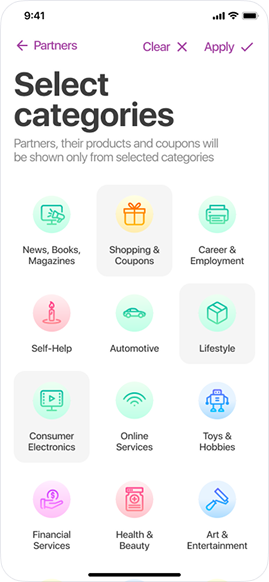 9:41
Partners
Clear
Apply
Select
categories
Partners, their products and coupons will
be shown only from selected categories
News, Books,
Magazines
Shopping &
Coupons
Career &
Employment
Self-Help
Automotive
Lifestyle
Consumer
Electronics
Online
Services
Toys &
Hobbies
Financial
Services
Health &
Beauty
Art &
Entertainment